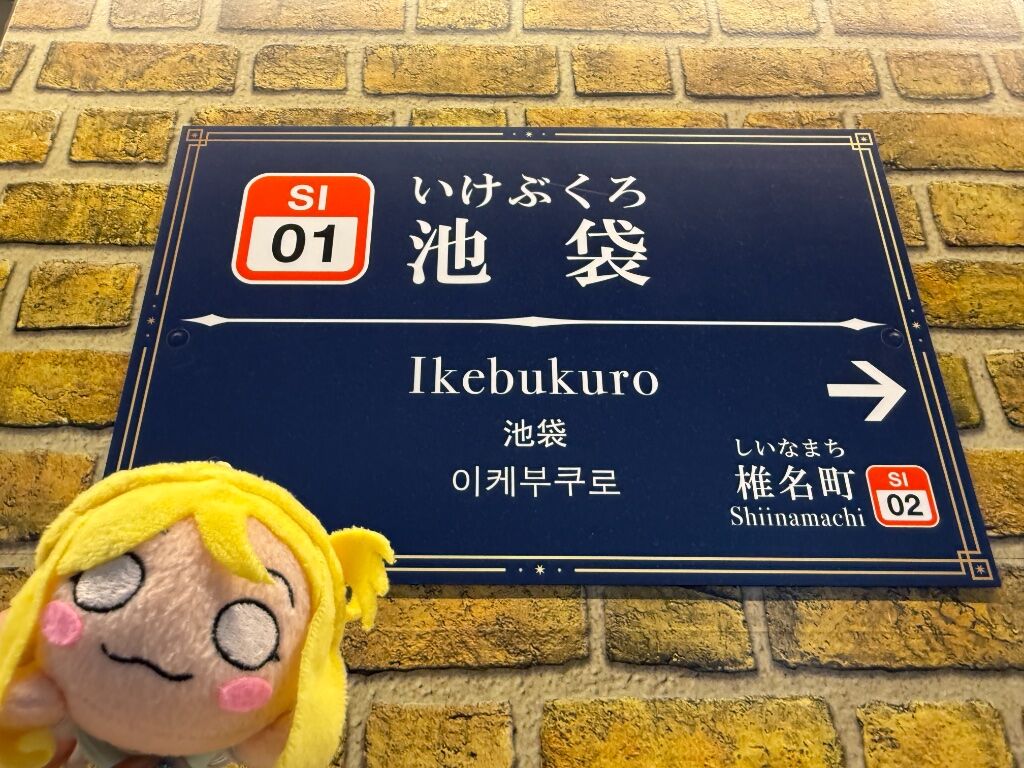 SI
01
いけぶくろ
池袋
Ikebukuro
池袋
이케부쿠로
しいなまち
椎名町
SI
02
Shiinamachi